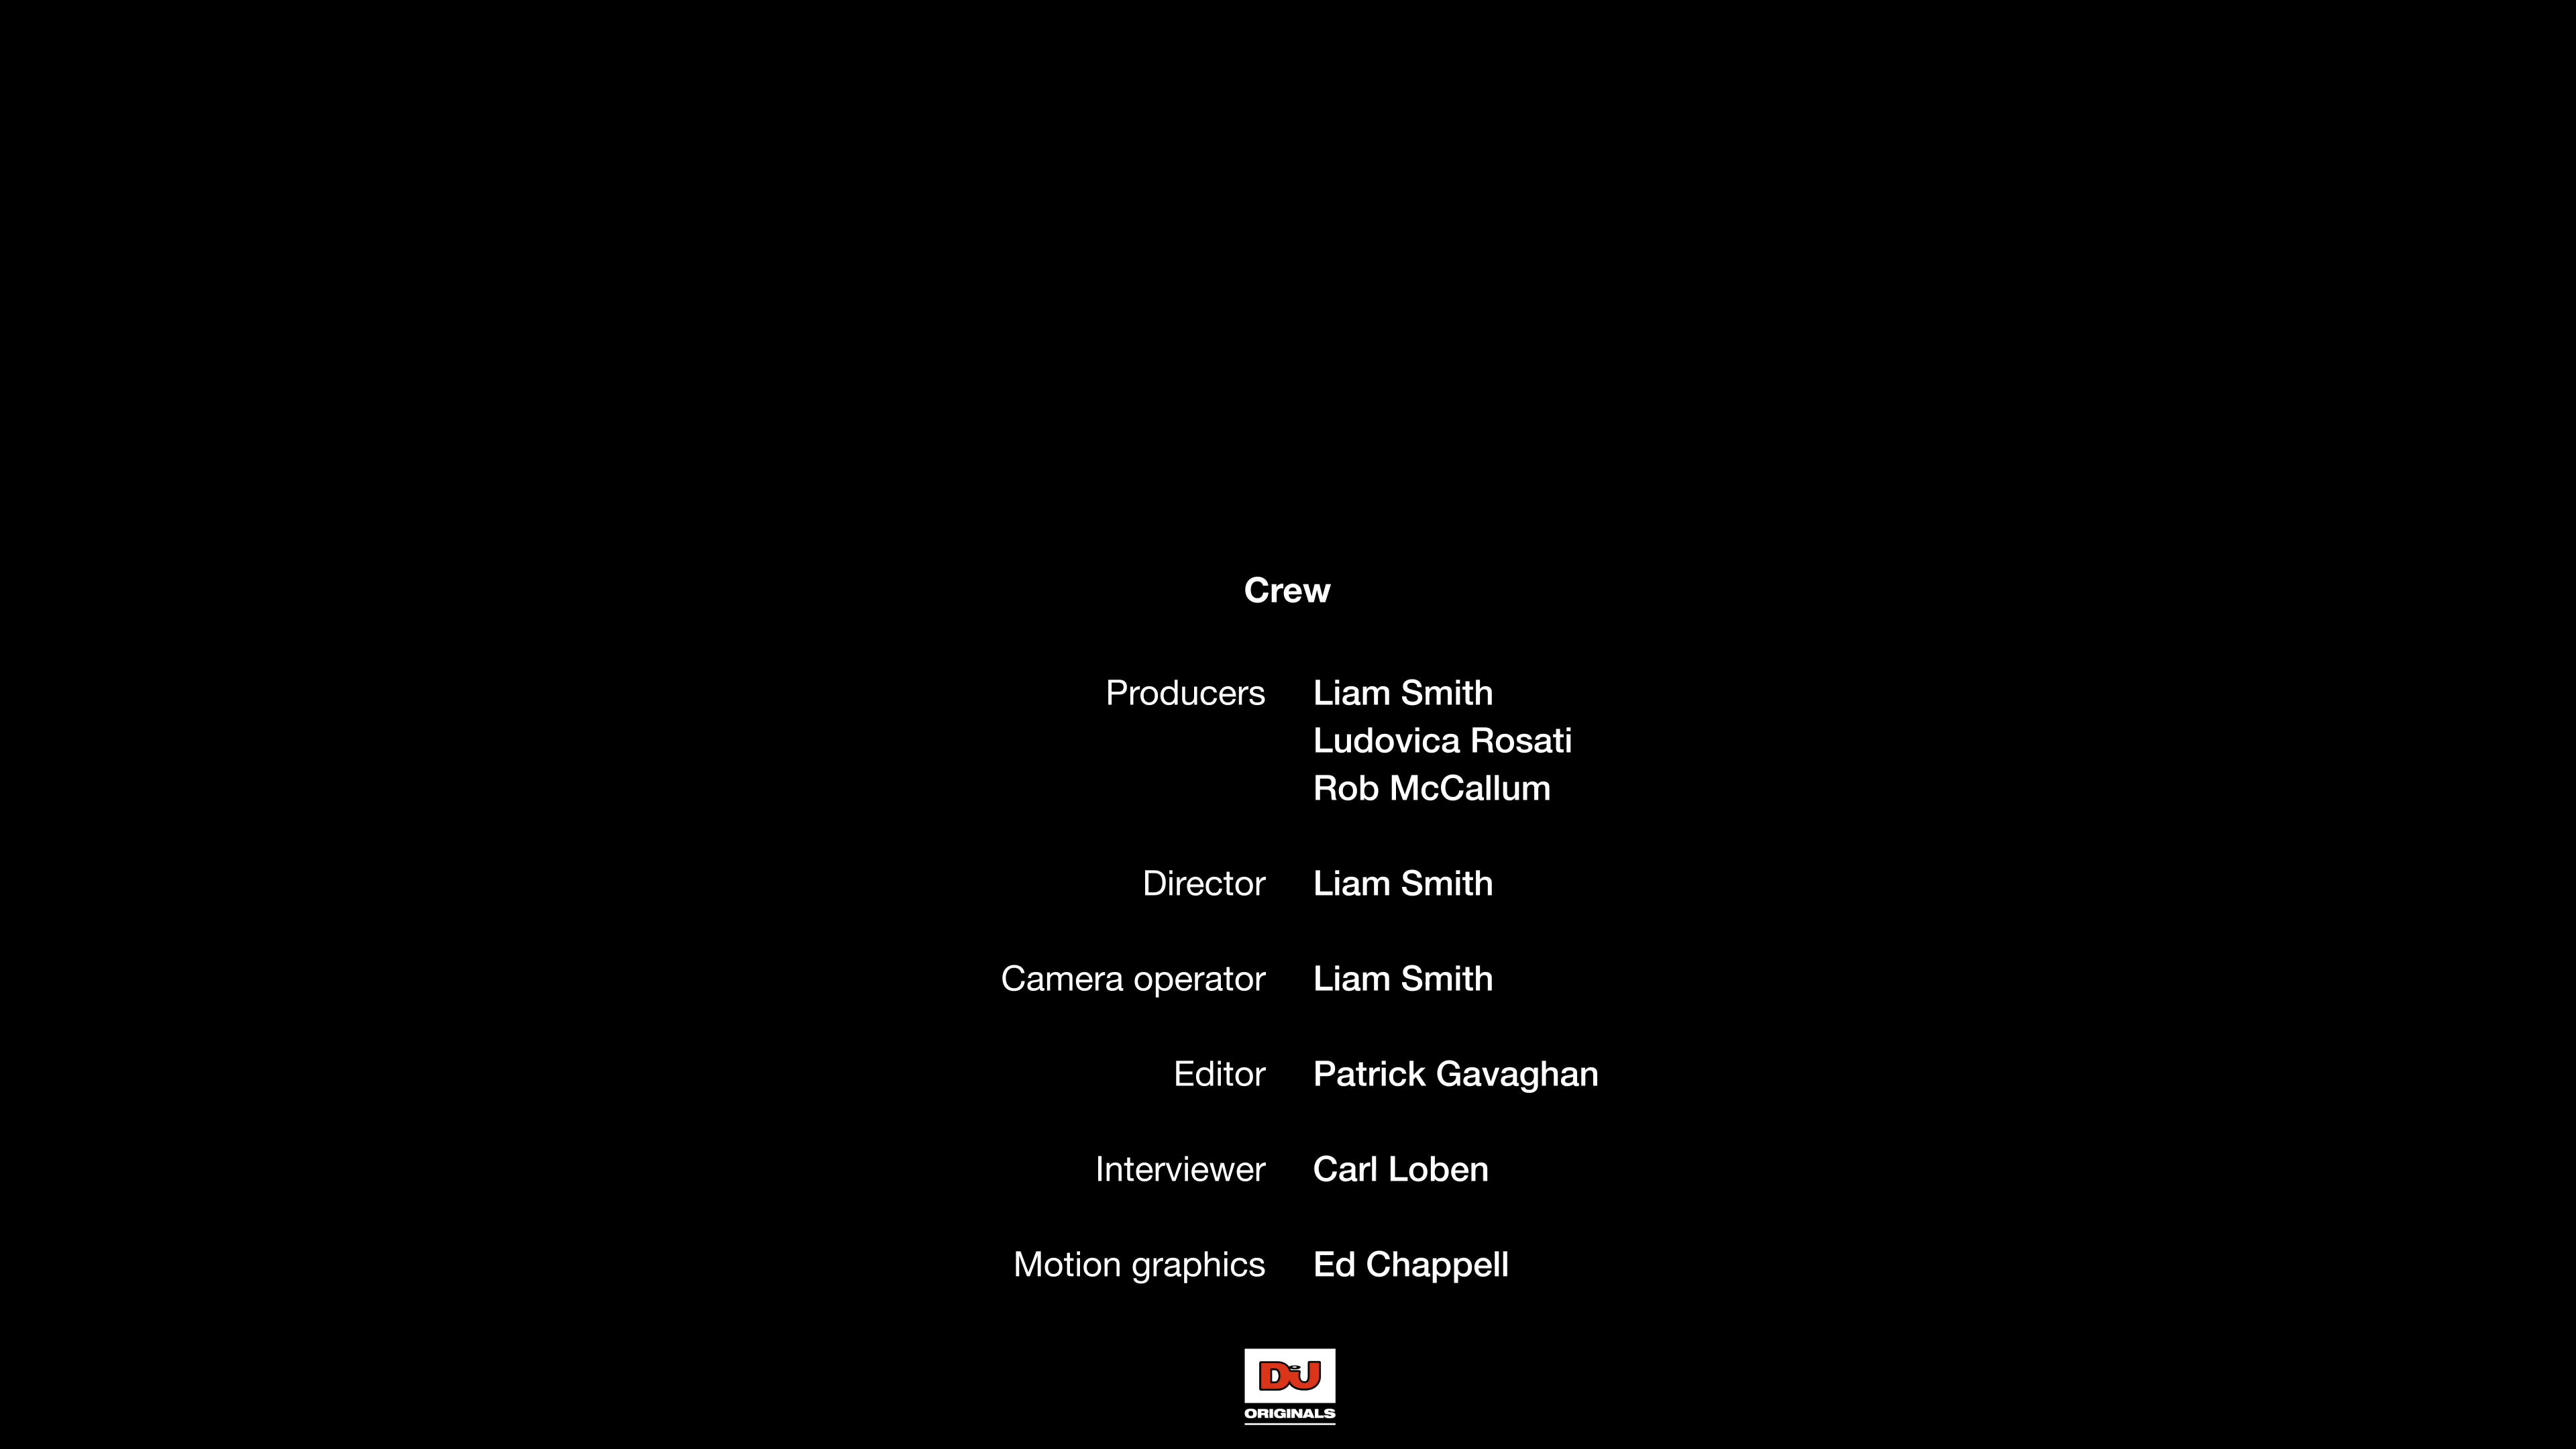 Crew
Producers Liam Smith
Ludovica Rosati
Rob McCallum
Director Liam Smith
Camera operator Liam Smith
Editor Patrick Gavaghan
Interviewer Carl Loben
Motion graphics Ed Chappell
DJ
ORIGINALS